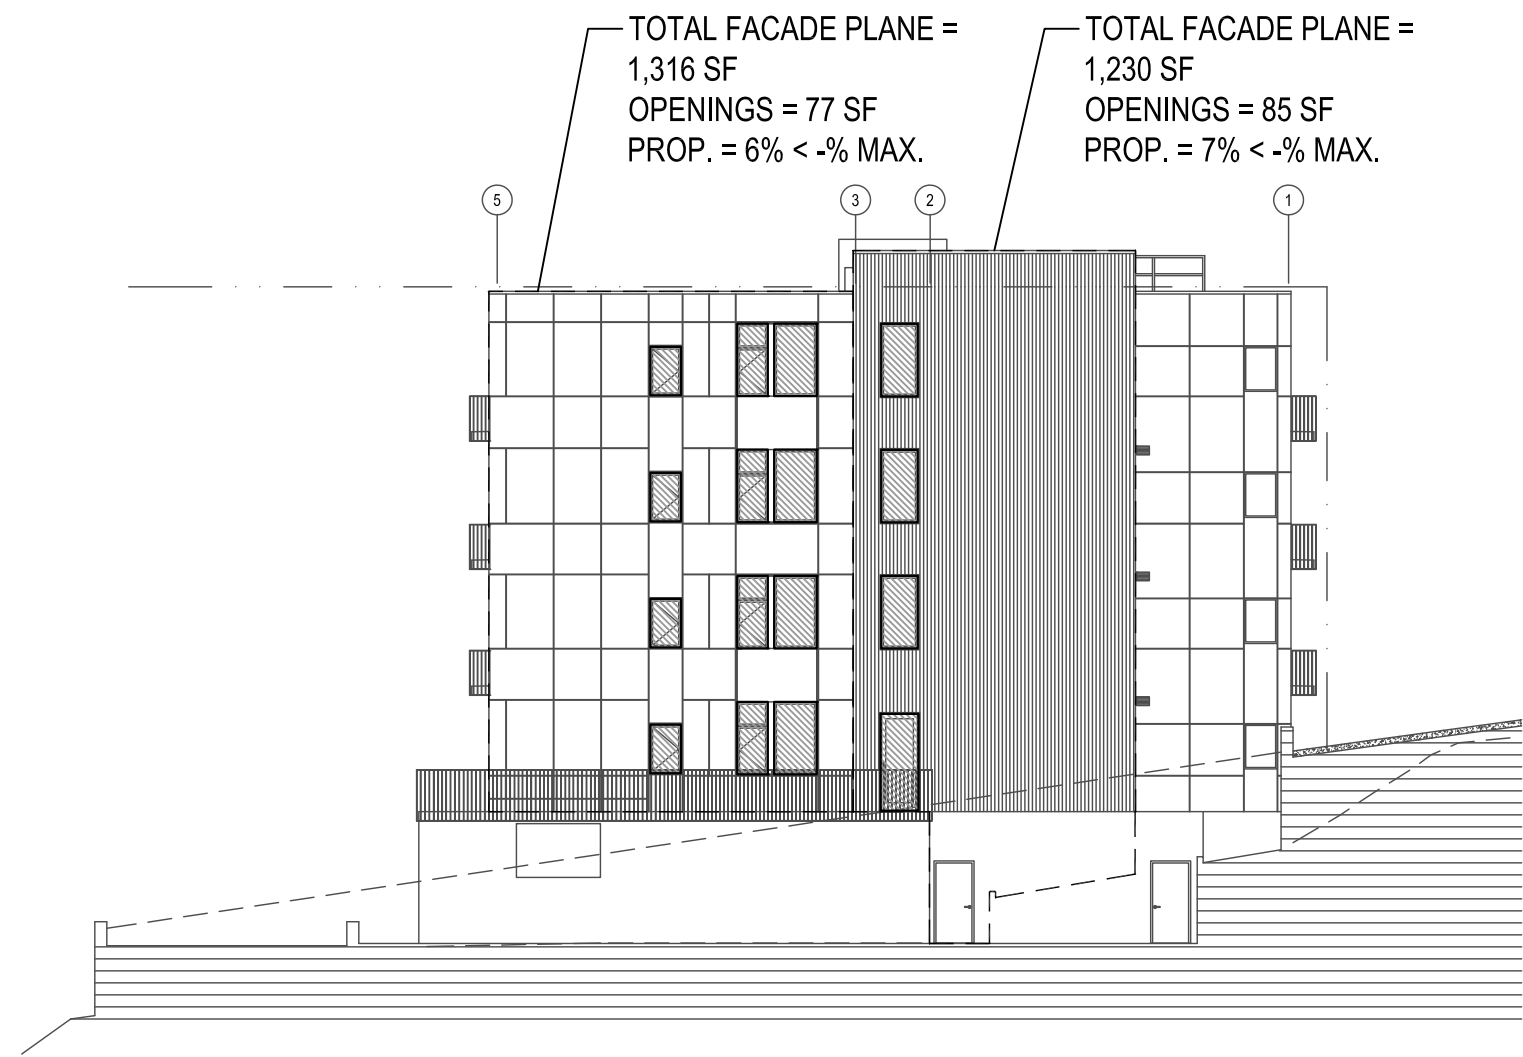 TOTAL FACADE PLANE =
1,316 SF
OPENINGS = 77 SF
PROP. = 6% < -% MAX.
TOTAL FACADE PLANE =
1,230 SF
OPENINGS = 85 SF
PROP. = 7% < -% MAX.
5
3
2
1